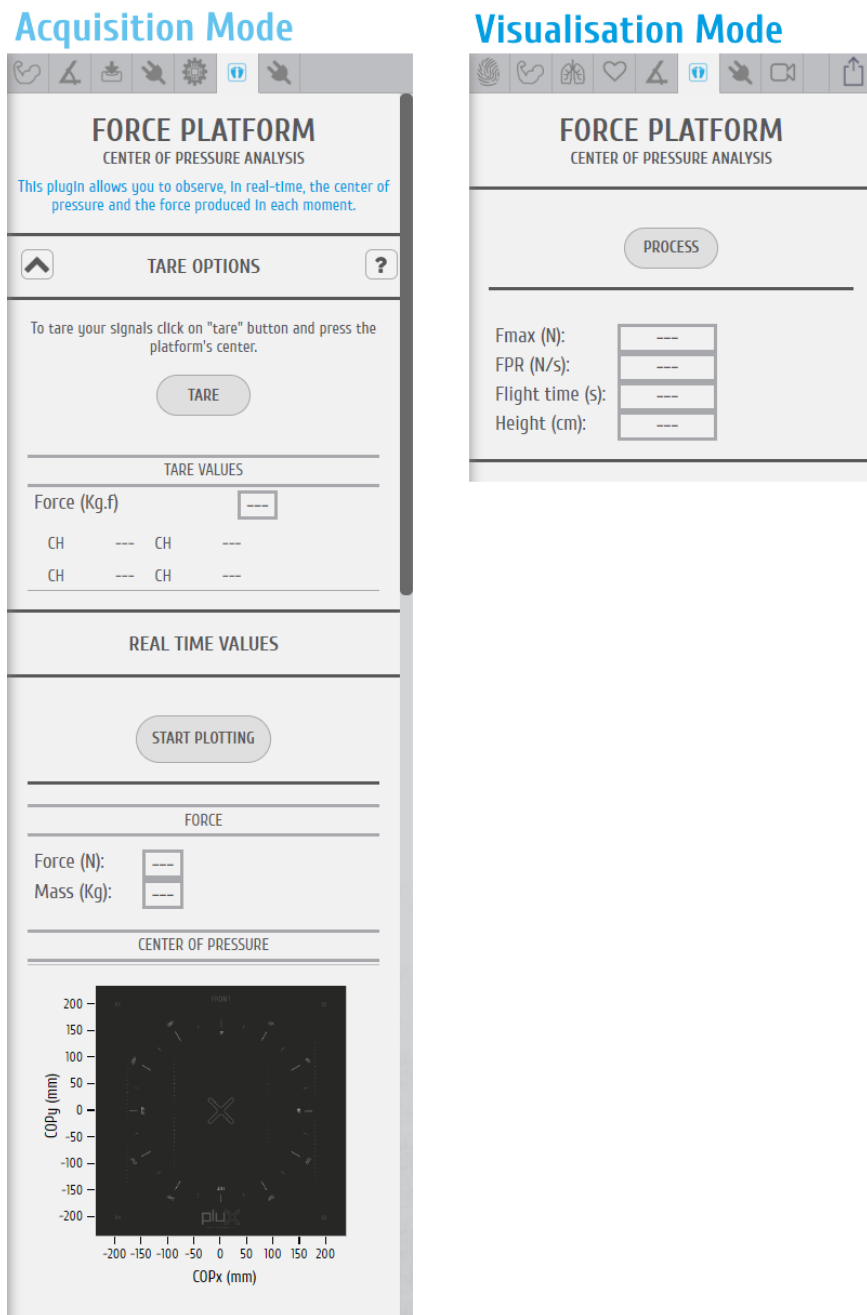 Acquisition Mode
FORCE PLATFORM
CENTER OF PRESSURE ANALYSIS
This plugin allows you to observe, in real-time, the center of
pressure and the force produced in each moment.
TARE OPTIONS
?
To tare your signals click on "tare" button and press the
platform's center.
TARE
TARE VALUES
Force (Kg.f) ---
CH --- CH ---
CH --- CH ---
REAL TIME VALUES
START PLOTTING
FORCE
Force (N): ---
Mass (Kg): ---
CENTER OF PRESSURE
FRONT
200
150
100
50
0
-50
-100
-150
-200
COPy (mm)
plux
-200 -150 -100 -50 0 50 100 150 200
COPx (mm)
Visualisation Mode
FORCE PLATFORM
CENTER OF PRESSURE ANALYSIS
PROCESS
Fmax (N): ---
FPR (N/s): ---
Flight time (s): ---
Height (cm): ---